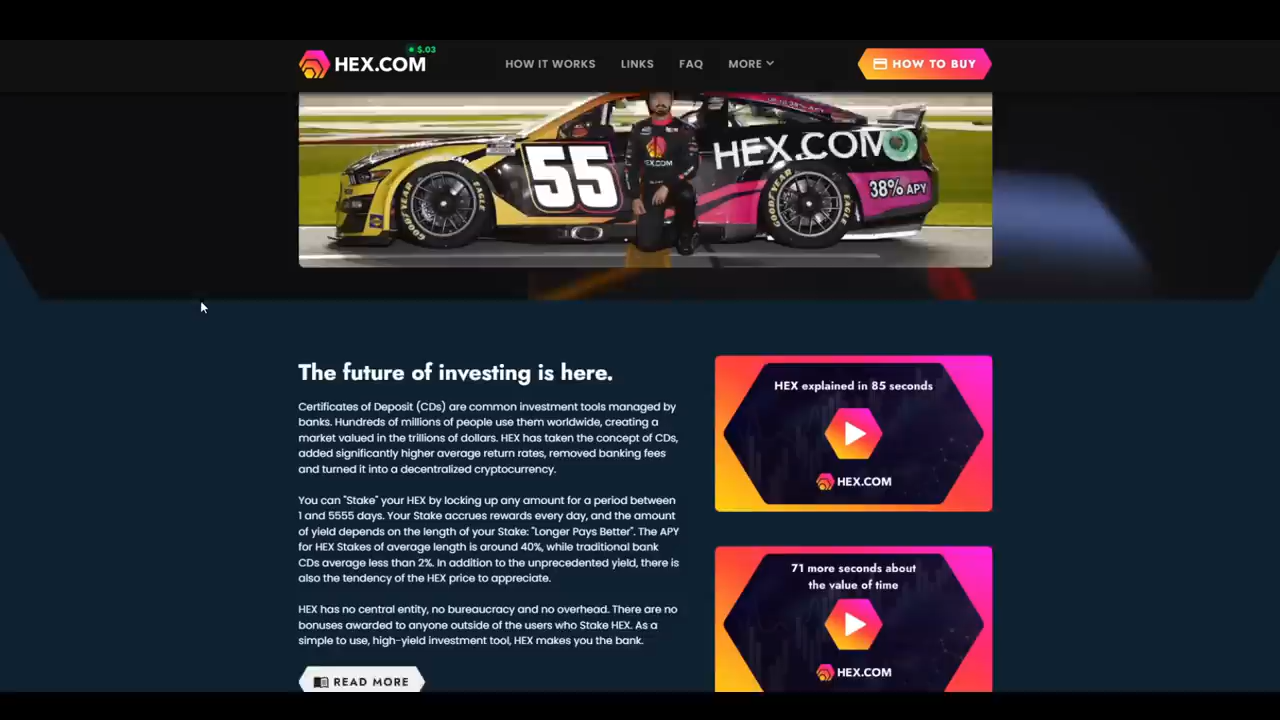 $.03
HEX.COM
HOW IT WORKS
LINKS
FAQ
MORE
HOW TO BUY
55
HEX.COM
HEX.COM
38% APY
GOODYEAR
EAGLE
GOODYEAR
EAGLE
The future of investing is here.
Certificates of Deposit (CDs) are common investment tools managed by
banks. Hundreds of millions of people use them worldwide, creating a
market valued in the trillions of dollars. HEX has taken the concept of CDs,
added significantly higher average return rates, removed banking fees
and turned it into a decentralized cryptocurrency.
You can "Stake" your HEX by locking up any amount for a period between
1 and 5555 days. Your Stake accrues rewards every day, and the amount
of yield depends on the length of your Stake: "Longer Pays Better". The APY
for HEX Stakes of average length is around 40%, while traditional bank
CDs average less than 2%. In addition to the unprecedented yield, there is
also the tendency of the HEX price to appreciate.
HEX has no central entity, no bureaucracy and no overhead. There are no
bonuses awarded to anyone outside of the users who Stake HEX. As a
simple to use, high-yield investment tool, HEX makes you the bank.
READ MORE
HEX explained in 85 seconds
HEX.COM
71 more seconds about
the value of time
HEX.COM